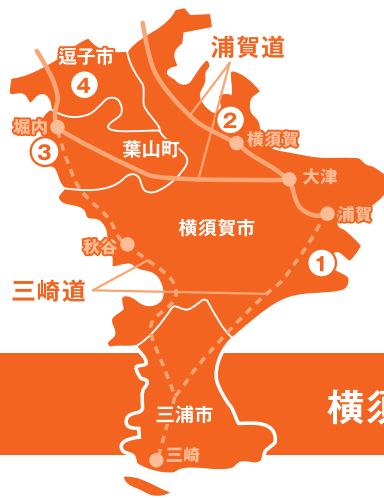 浦賀道
逗子市
④
②
堀内
横須賀
③
葉山町
大津
横須賀市
浦賀
秋谷
①
三崎道
横須
三浦市
三崎